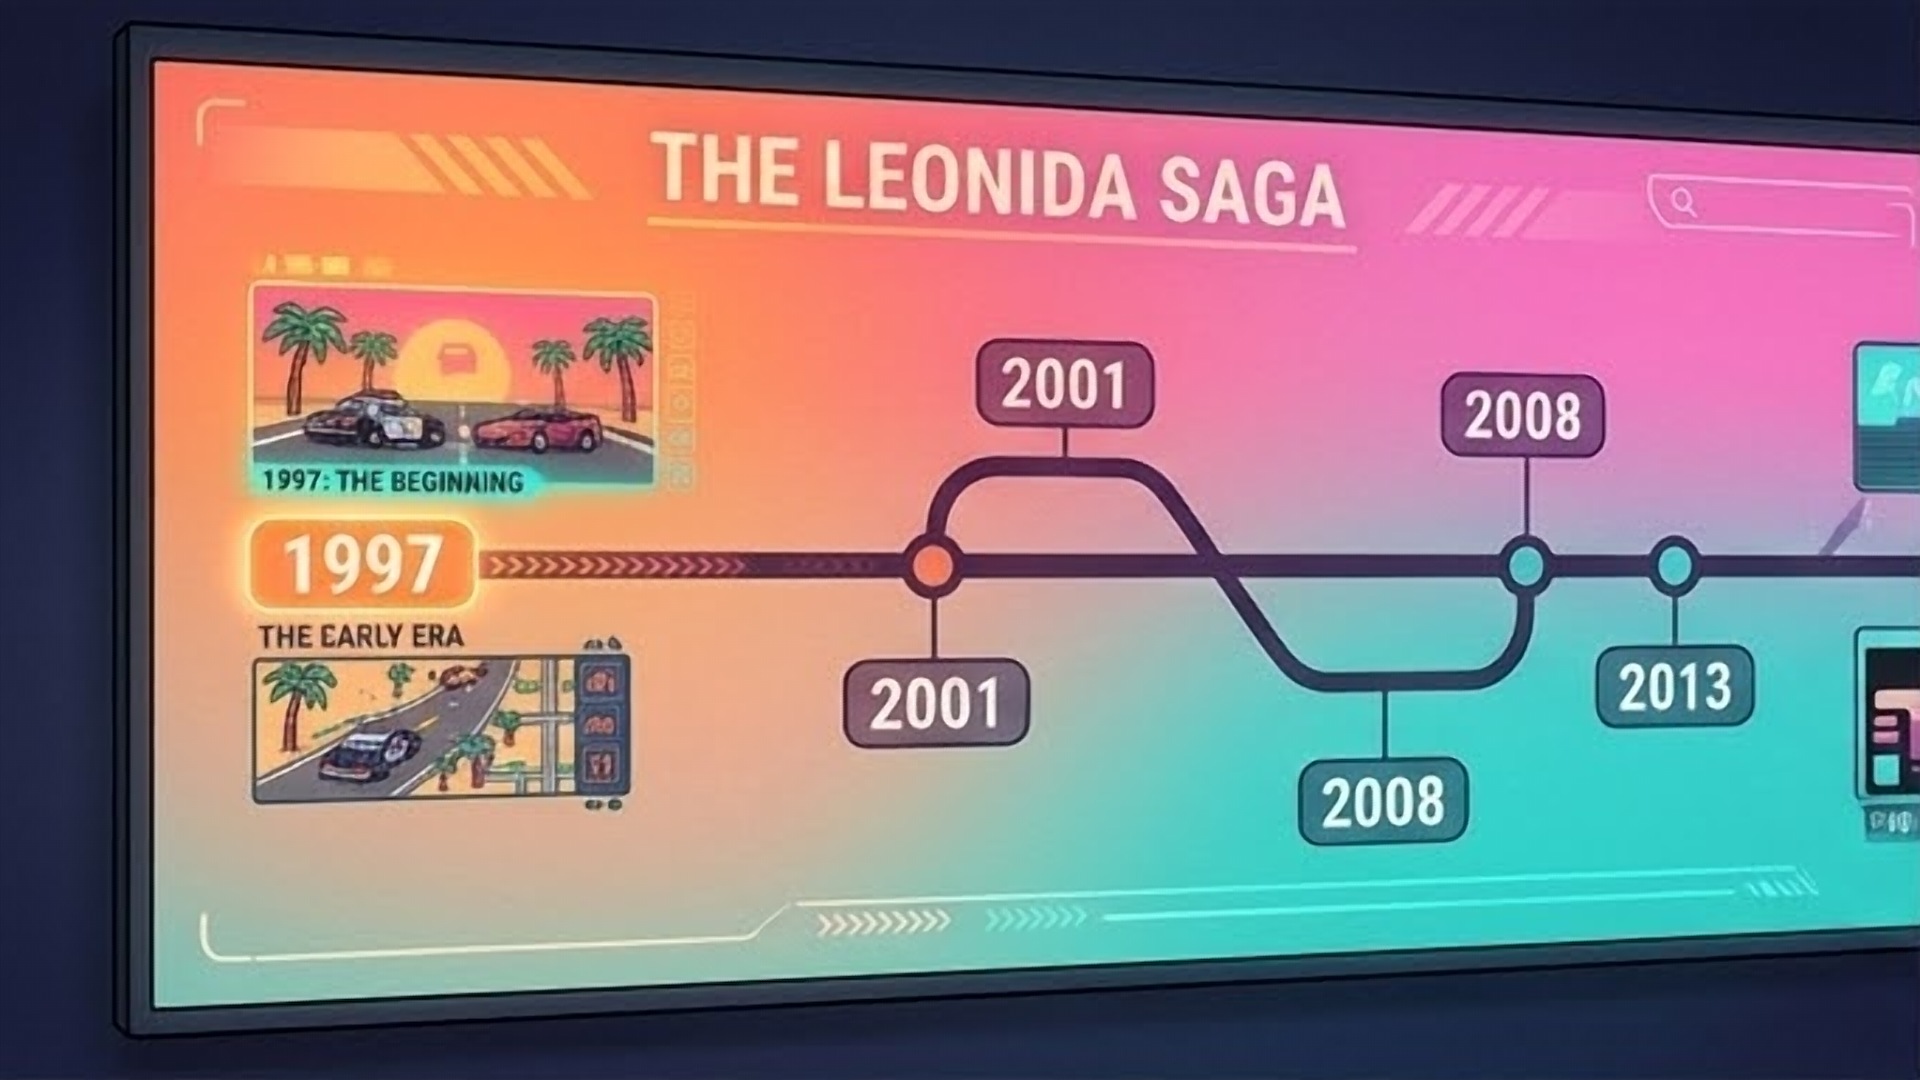 THE LEONIDA SAGA
1997: THE BEGINNING
1997
THE EARLY ERA
2001
2001
2008
2008
2013